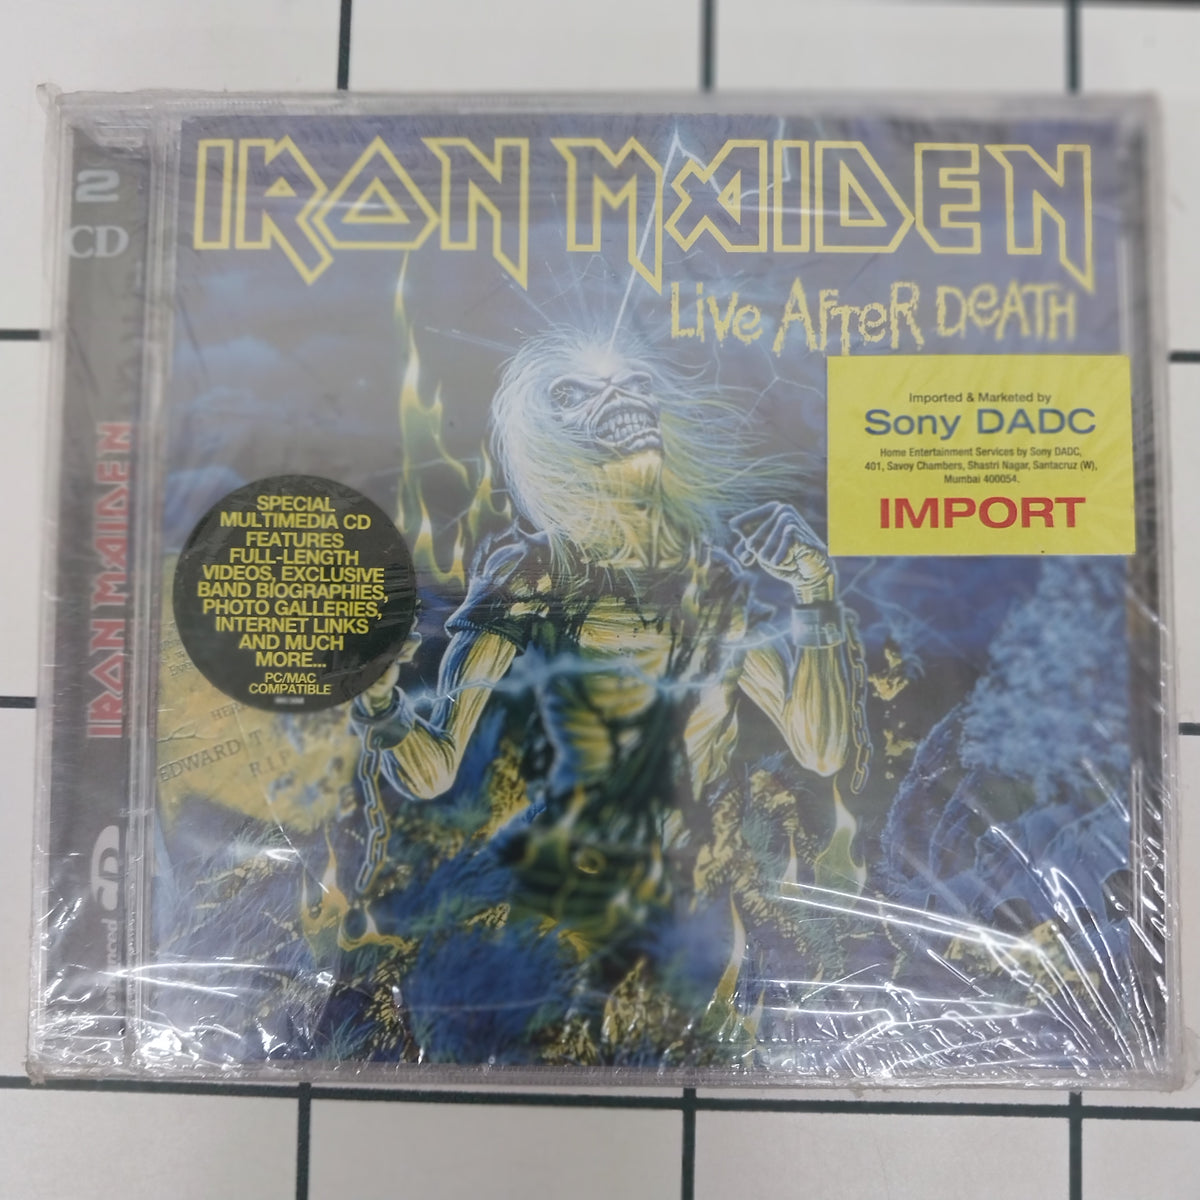 2
CD
IRON MAIDEN
LIVE AFTER DEATH
Imported & Marketed by
Sony DADC
Home Entertainment Services by Sony DADC,
401, Savoy Chambers, Shastri Nagar, Santacruz (W),
Mumbai 400054.
IMPORT
SPECIAL
MULTIMEDIA CD
FEATURES
FULL-LENGTH
VIDEOS, EXCLUSIVE
BAND BIOGRAPHIES,
PHOTO GALLERIES,
INTERNET LINKS
AND MUCH
MORE...
PC/MAC
COMPATIBLE
IRON MAIDEN
EDWARD T
R.I.P
enhanced
CD